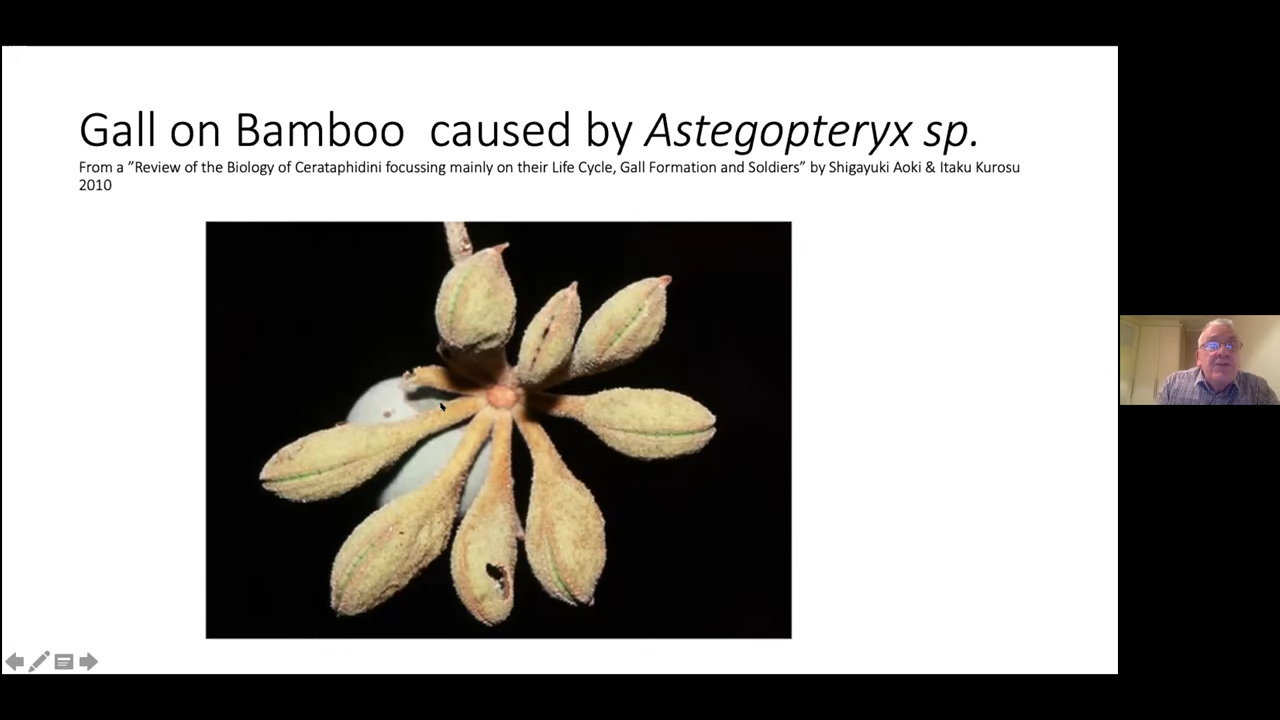 Gall on Bamboo  caused by Astegopteryx sp.
From a ”Review of the Biology of Cerataphidini focussing mainly on their Life Cycle, Gall Formation and Soldiers” by Shigayuki Aoki & Itaku Kurosu
2010